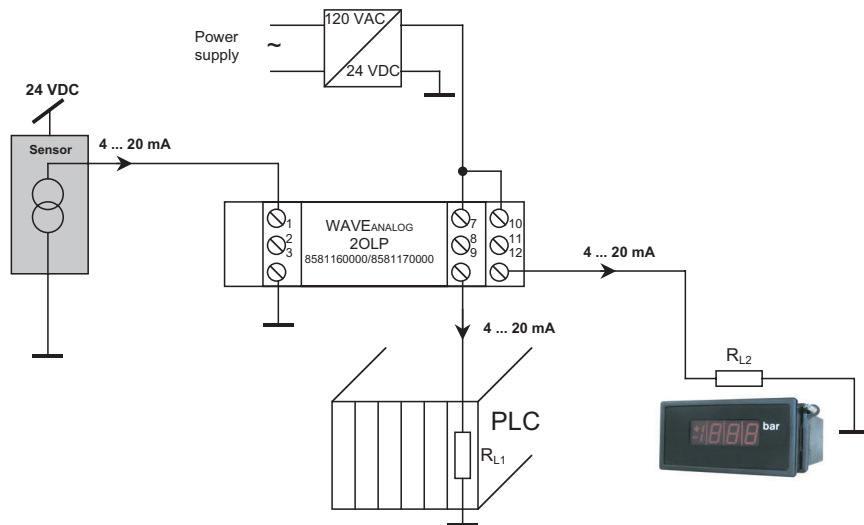 120 VAC
Power
supply
~
24 VDC
24 VDC
Sensor
4 ... 20 mA
1
2
3
WAVEANALOG
2OLP
8581160000/8581170000
7
8
9
10
11
12
4 ... 20 mA
4 ... 20 mA
RL2
PLC
RL1
bar